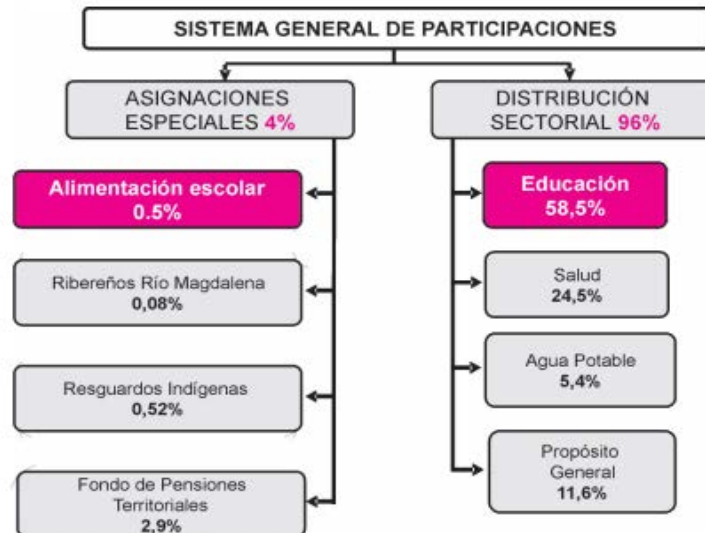 SISTEMA GENERAL DE PARTICIPACIONES
ASIGNACIONES
ESPECIALES 4%
Alimentación escolar
0.5%
Ribereños Río Magdalena
0,08%
Resguardos Indígenas
0,52%
Fondo de Pensiones
Territoriales
2,9%
DISTRIBUCIÓN
SECTORIAL 96%
Educación
58,5%
Salud
24,5%
Agua Potable
5,4%
Propósito
General
11,6%